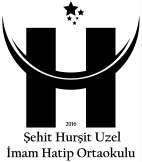 H
2016
Şehit Hurşit Uzel
İmam Hatip Ortaokulu